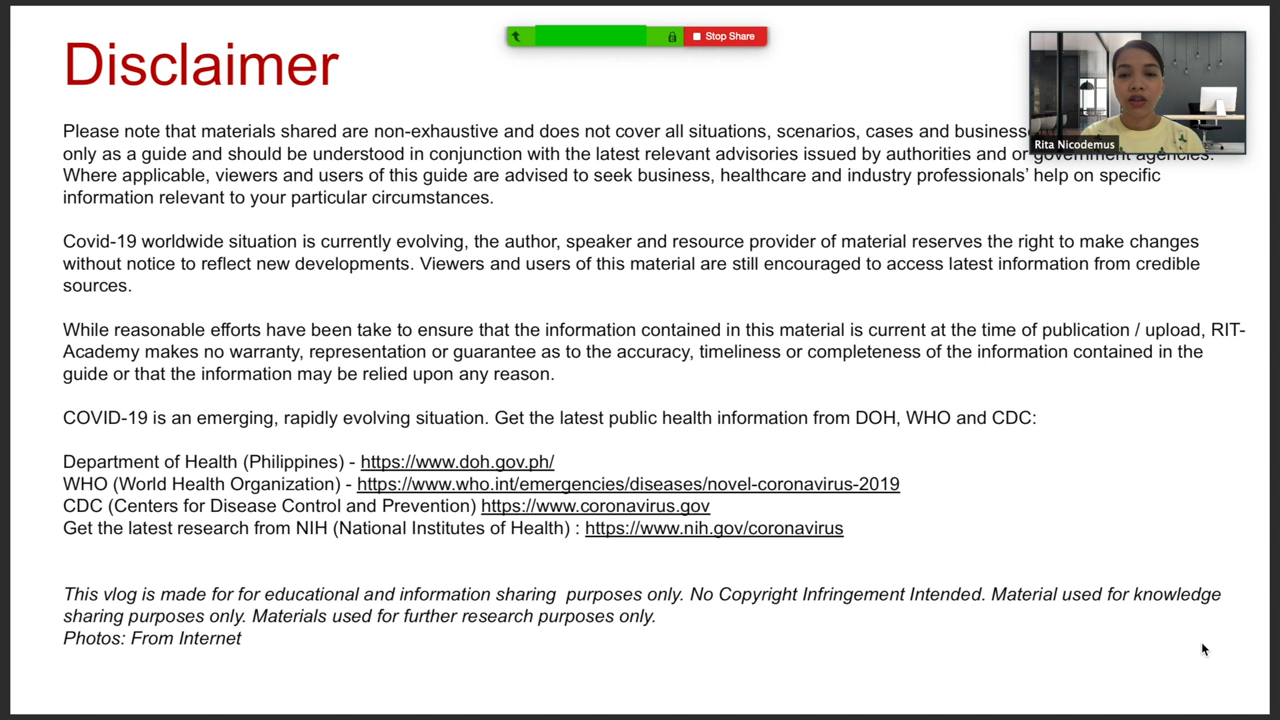 Stop Share
Disclaimer
Rita Nicodemus
Please note that materials shared are non-exhaustive and does not cover all situations, scenarios, cases and
only as a guide and should be understood in conjunction with the latest relevant advisories issued by authorities and or government agencies.
Where applicable, viewers and users of this guide are advised to seek business, healthcare and industry professionals’ help on specific
information relevant to your particular circumstances.
Covid-19 worldwide situation is currently evolving, the author, speaker and resource provider of material reserves the right to make changes
without notice to reflect new developments. Viewers and users of this material are still encouraged to access latest information from credible
sources.
While reasonable efforts have been take to ensure that the information contained in this material is current at the time of publication / upload, RIT-
Academy makes no warranty, representation or guarantee as to the accuracy, timeliness or completeness of the information contained in the
guide or that the information may be relied upon any reason.
COVID-19 is an emerging, rapidly evolving situation. Get the latest public health information from DOH, WHO and CDC:
Department of Health (Philippines) - https://www.doh.gov.ph/
WHO (World Health Organization) - https://www.who.int/emergencies/diseases/novel-coronavirus-2019
CDC (Centers for Disease Control and Prevention) https://www.coronavirus.gov
Get the latest research from NIH (National Institutes of Health) : https://www.nih.gov/coronavirus
This vlog is made for for educational and information sharing  purposes only. No Copyright Infringement Intended. Material used for knowledge
sharing purposes only. Materials used for further research purposes only.
Photos: From Internet